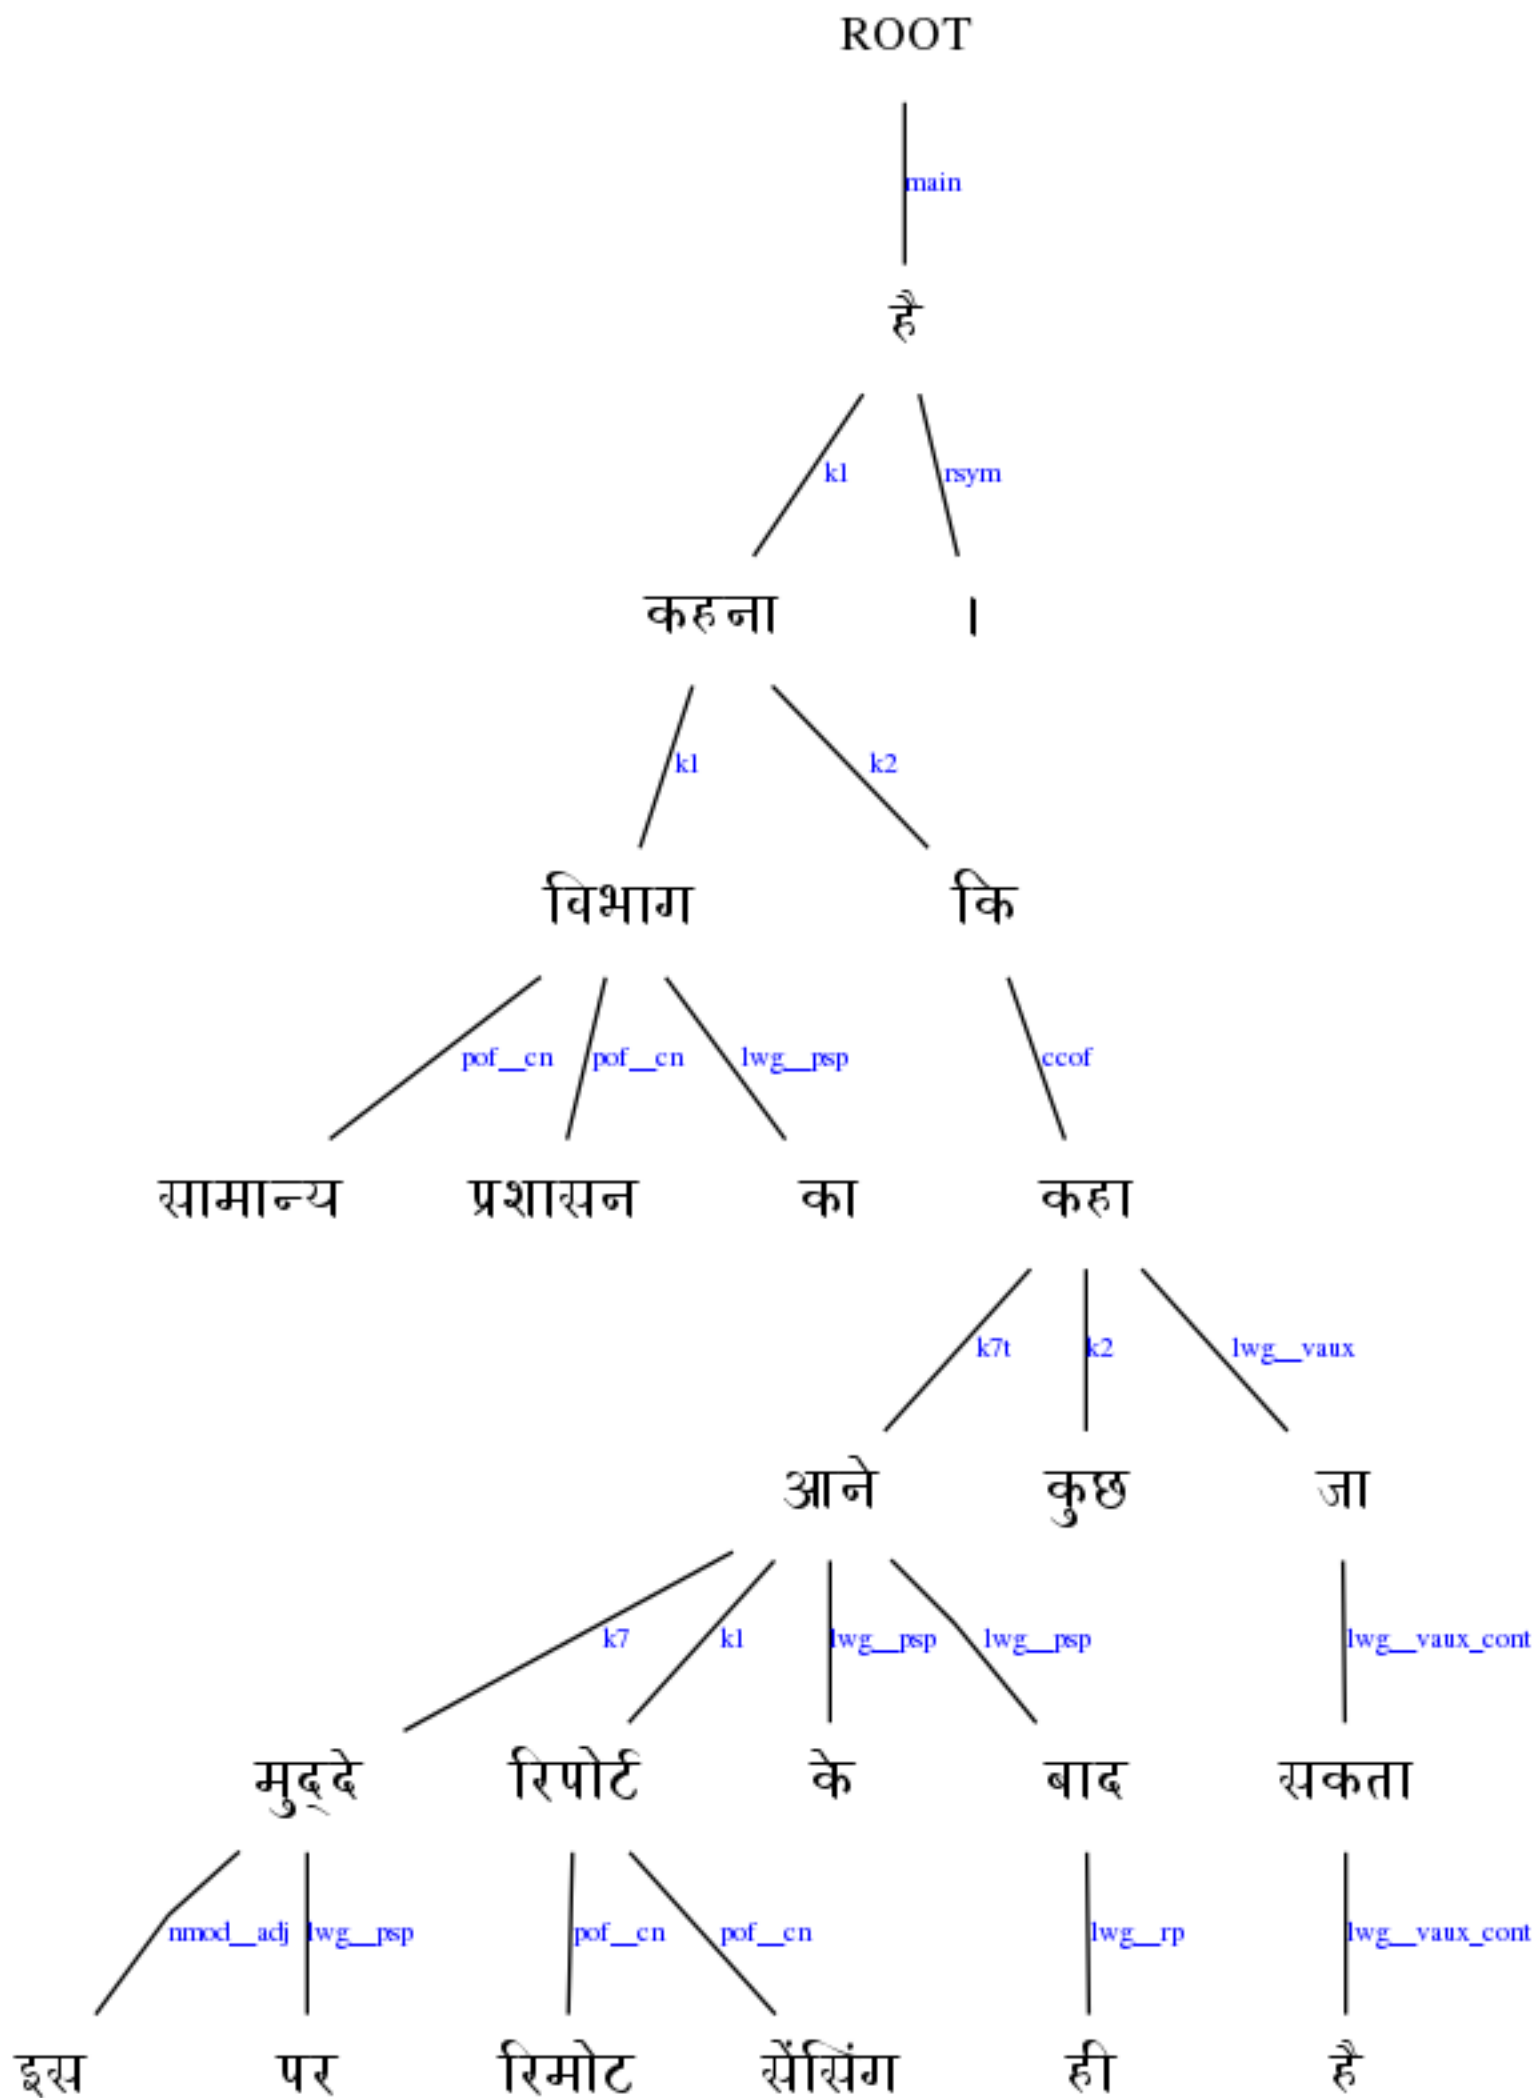 ROOT
main
है
k1 rsym
कहना ।
k1 k2
विभाग कि
pof__cn pof__cn lwg__psp ccof
सामान्य प्रशासन का कहा
k7t k2 lwg__vaux
आने कुछ जा
k7 k1 lwg__psp lwg__psp lwg__vaux_cont
मुद्दे रिपोर्ट के बाद सकता
nmod__adj lwg__psp pof__cn pof__cn lwg__rp lwg__vaux_cont
इस पर रिमोट सेंसिंग ही है